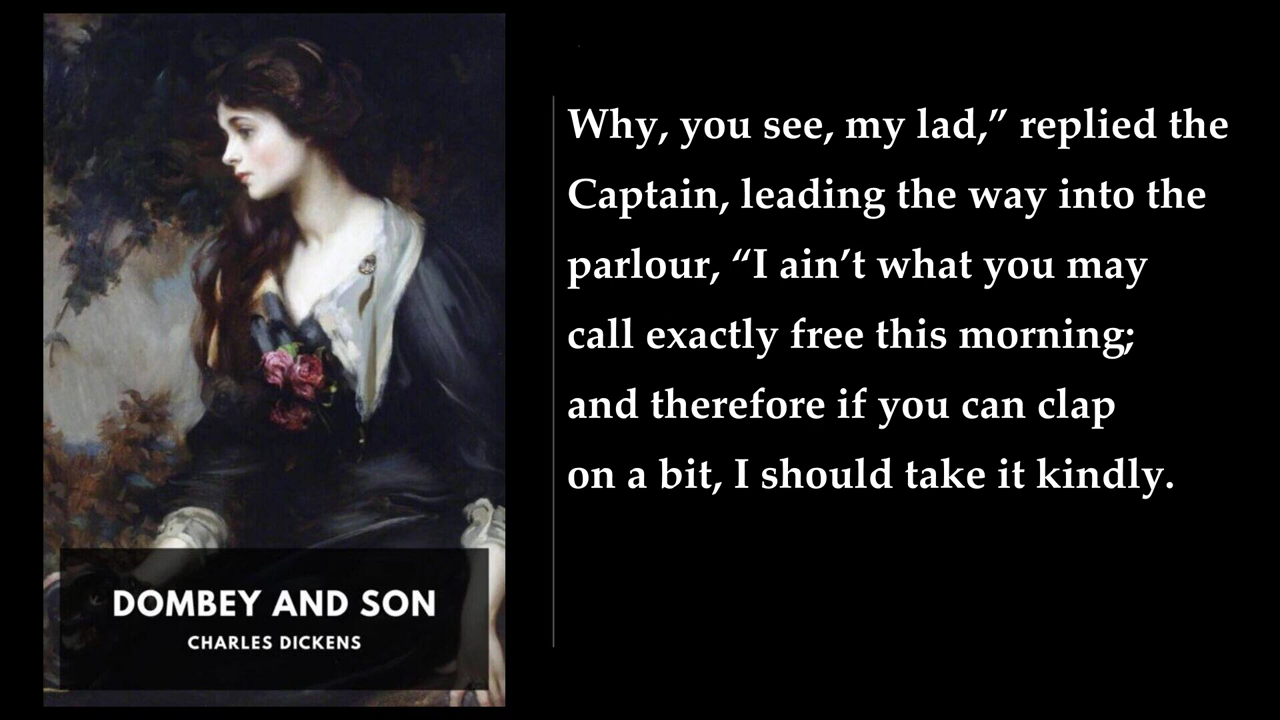 Why, you see, my lad,” replied the
Captain, leading the way into the
parlour, “I ain’t what you may
call exactly free this morning;
and therefore if you can clap
on a bit, I should take it kindly.
DOMBEY AND SON
CHARLES DICKENS